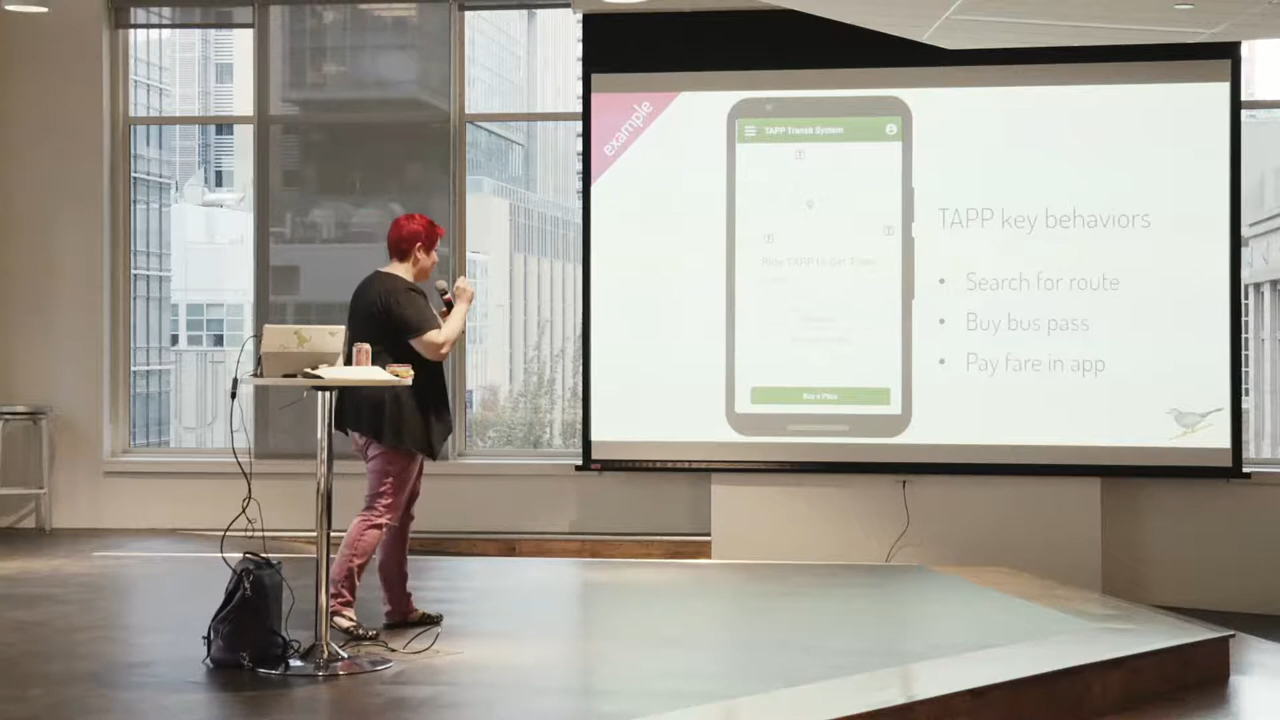 example
TAPP Transit System
TAPP key behaviors
• Search for route
• Buy bus pass
• Pay fare in app
Buy a Pass